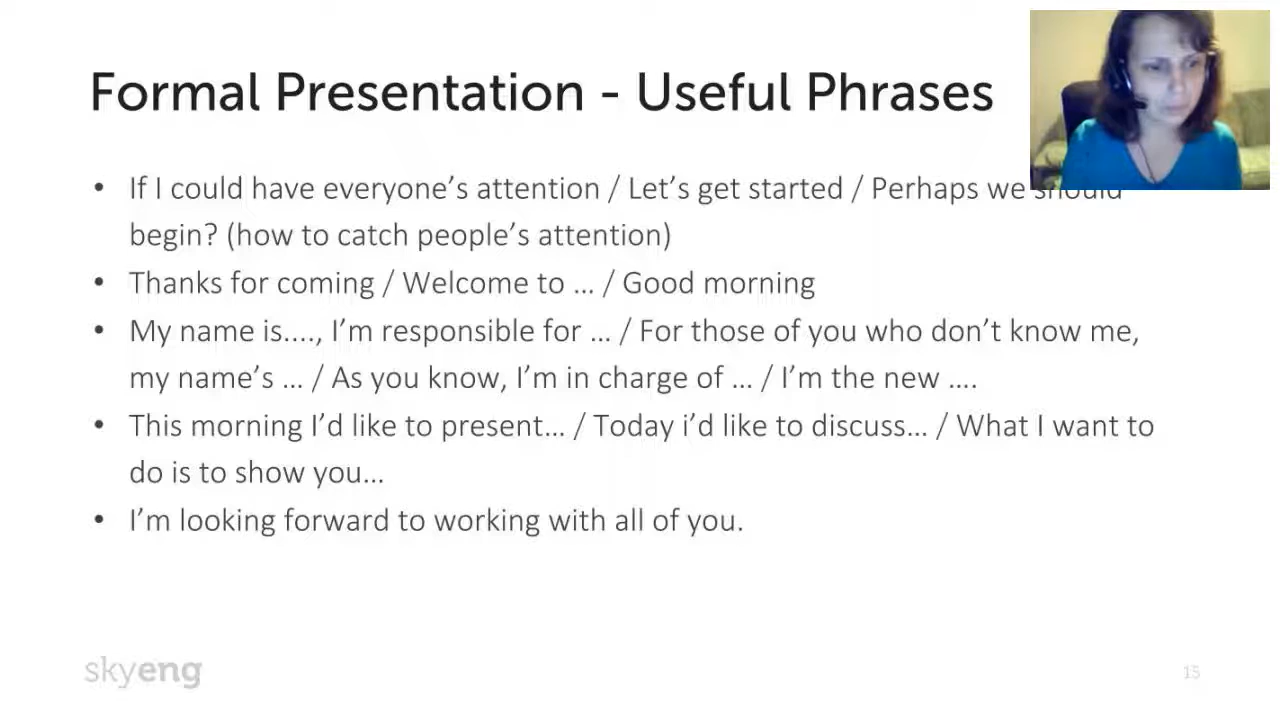 Formal Presentation - Useful Phrases
• If I could have everyone's attention / Let's get started / Perhaps we should
begin? (how to catch people's attention)
• Thanks for coming / Welcome to … / Good morning
• My name is...., I'm responsible for … / For those of you who don't know me,
my name's … / As you know, I'm in charge of … / I'm the new ….
• This morning I'd like to present… / Today i'd like to discuss… / What I want to
do is to show you…
• I'm looking forward to working with all of you.
skyeng
15